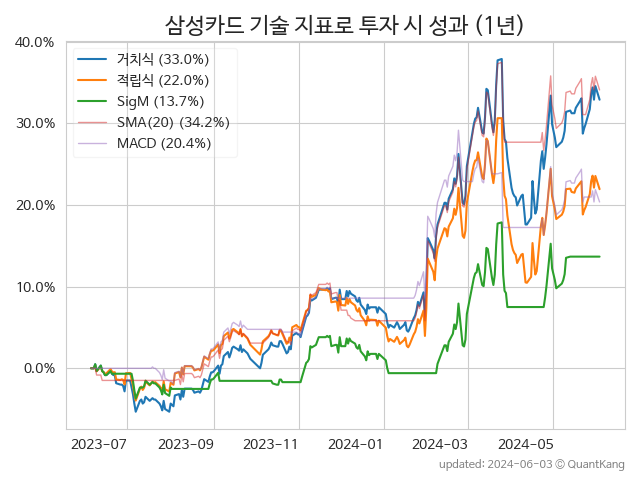 삼성카드 기술 지표로 투자 시 성과 (1년)
40.0%
30.0%
20.0%
10.0%
0.0%
거치식 (33.0%)
적립식 (22.0%)
SigM (13.7%)
SMA(20) (34.2%)
MACD (20.4%)
2023-07 2023-09 2023-11 2024-01 2024-03 2024-05
updated: 2024-06-03 © QuantKang